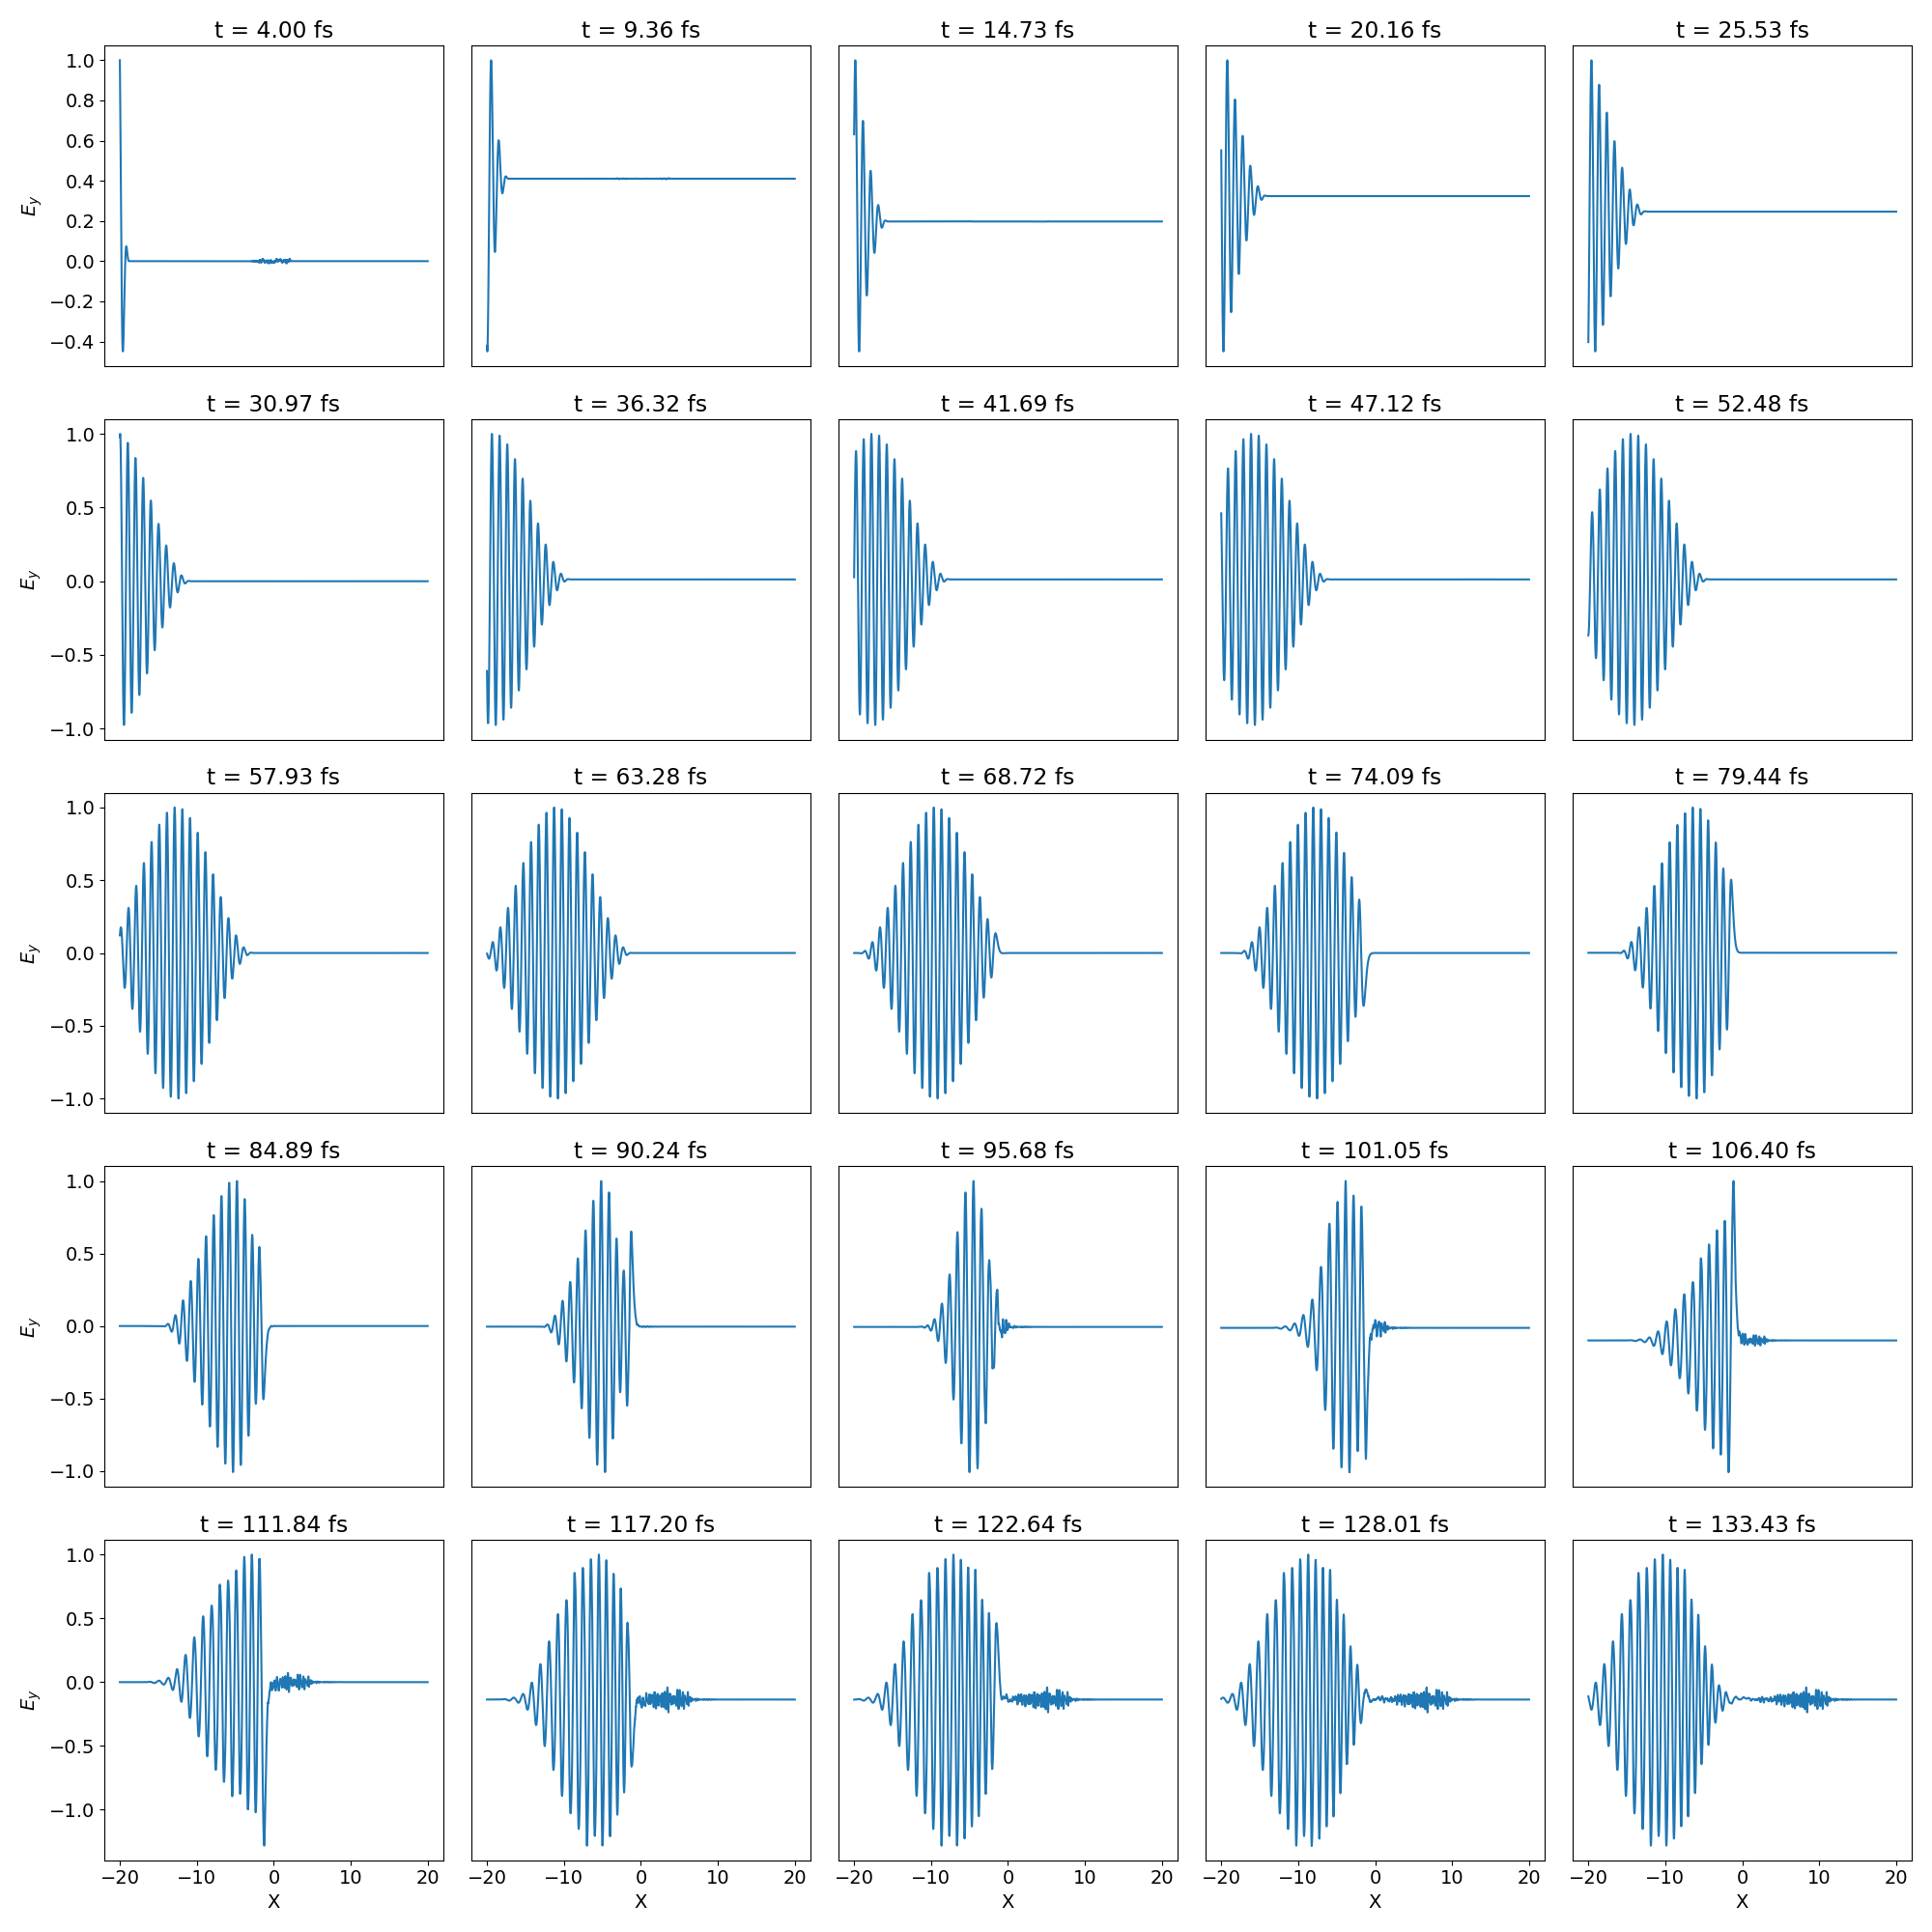 t = 4.00 fs
t = 9.36 fs
t = 14.73 fs
t = 20.16 fs
t = 25.53 fs
1.0
0.8
0.6
0.4
0.2
0.0
−0.2
−0.4
E_y
t = 30.97 fs
t = 36.32 fs
t = 41.69 fs
t = 47.12 fs
t = 52.48 fs
1.0
0.5
0.0
−0.5
−1.0
E_y
t = 57.93 fs
t = 63.28 fs
t = 68.72 fs
t = 74.09 fs
t = 79.44 fs
1.0
0.5
0.0
−0.5
−1.0
E_y
t = 84.89 fs
t = 90.24 fs
t = 95.68 fs
t = 101.05 fs
t = 106.40 fs
1.0
0.5
0.0
−0.5
−1.0
E_y
t = 111.84 fs
t = 117.20 fs
t = 122.64 fs
t = 128.01 fs
t = 133.43 fs
1.0
0.5
0.0
−0.5
−1.0
E_y
−20 −10 0 10 20
−20 −10 0 10 20
−20 −10 0 10 20
−20 −10 0 10 20
−20 −10 0 10 20
X
X
X
X
X